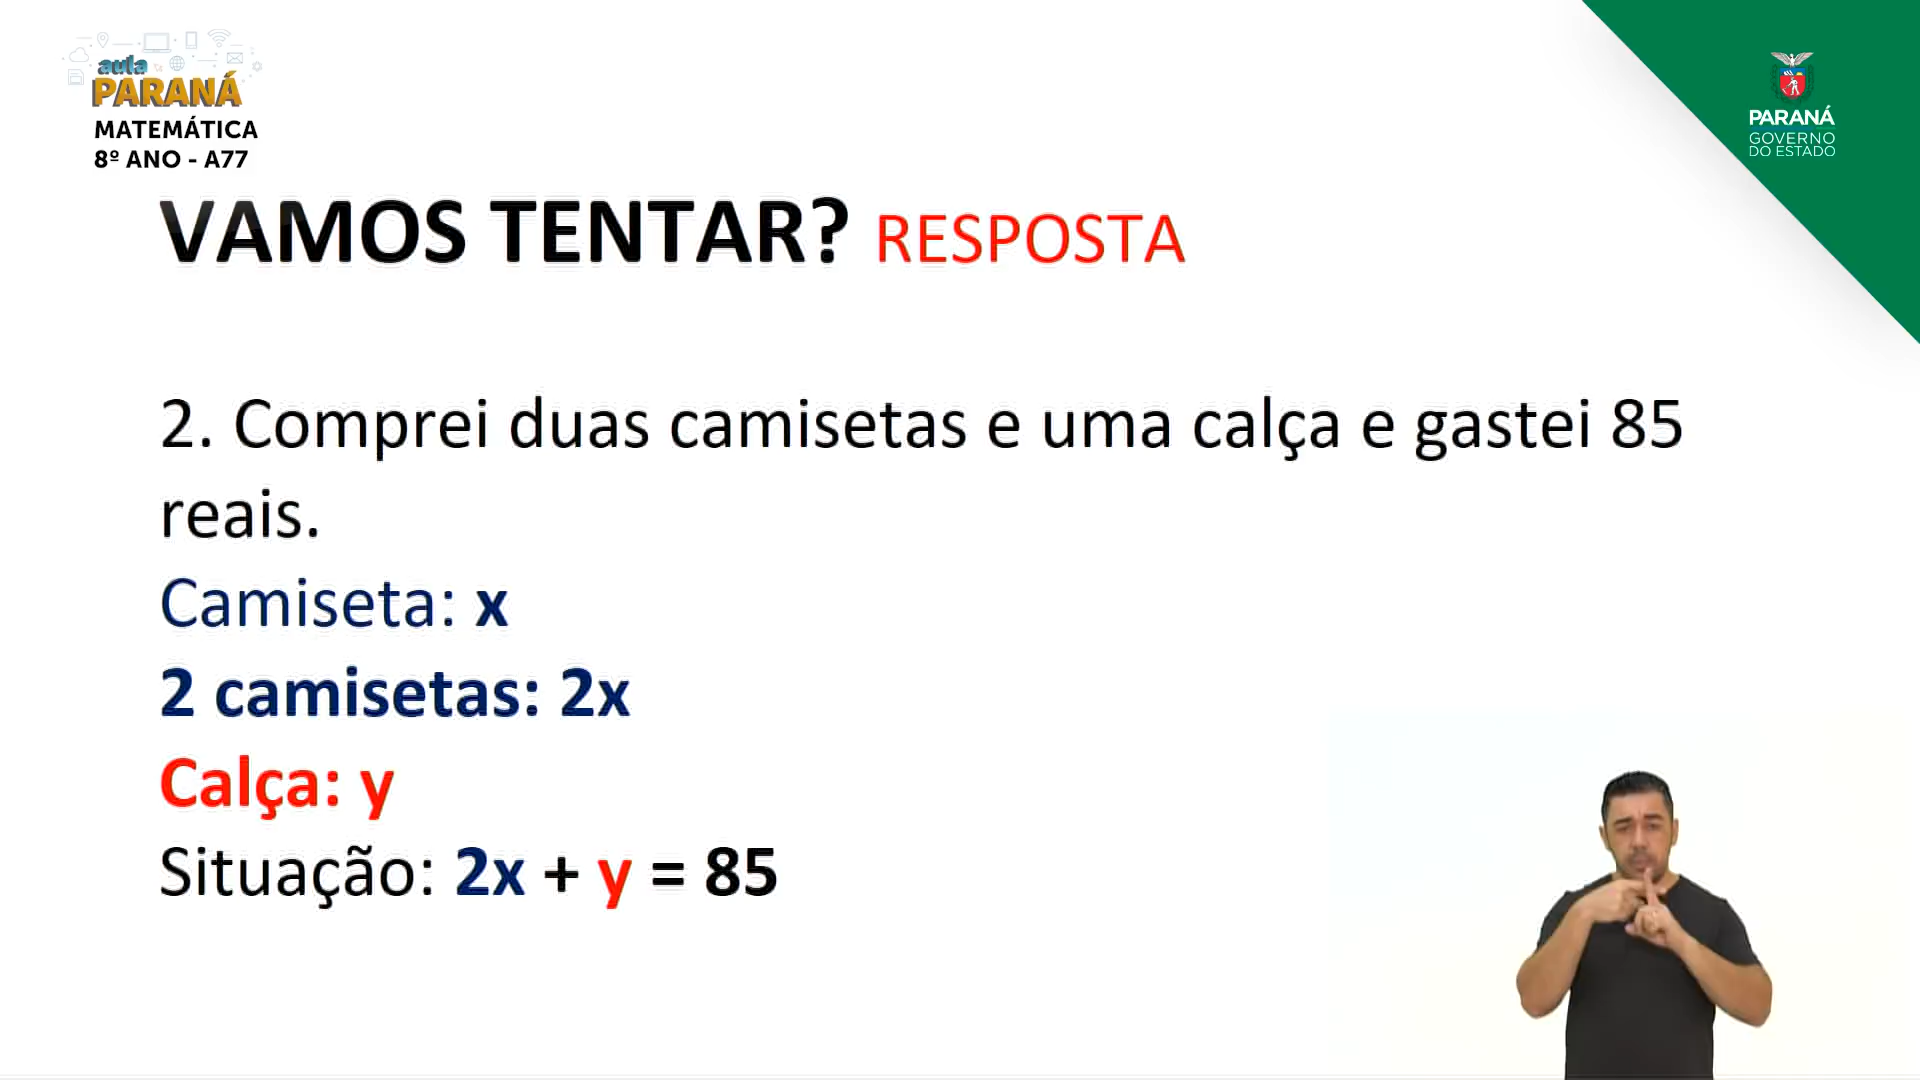 aula
PARANÁ
MATEMÁTICA
8º ANO - A77
PARANÁ
GOVERNO
DO ESTADO
VAMOS TENTAR? RESPOSTA
2. Comprei duas camisetas e uma calça e gastei 85
reais.
Camiseta: x
2 camisetas: 2x
Calça: y
Situação: 2x + y = 85